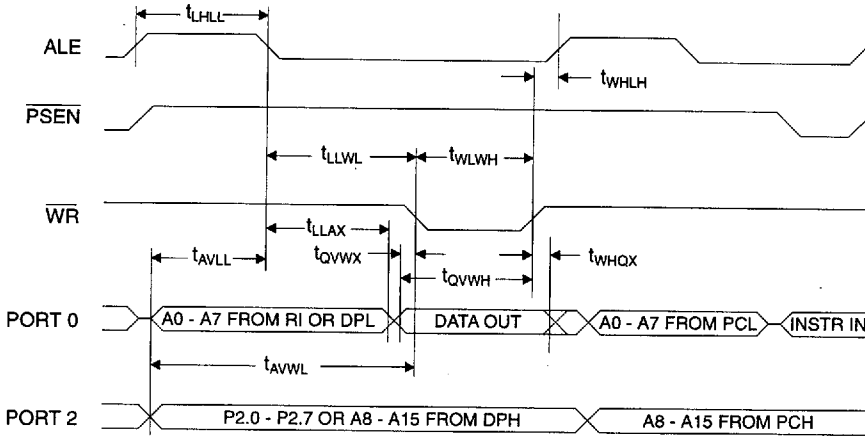 tLHLL
ALE
tWHLH
PSEN
tLLWL
tWLWH
WR
tLLAX
tAVLL
tQVWX
tWHQX
tQVWH
PORT 0
A0 - A7 FROM RI OR DPL
DATA OUT
A0 - A7 FROM PCL
INSTR IN
tAVWL
PORT 2
P2.0 - P2.7 OR A8 - A15 FROM DPH
A8 - A15 FROM PCH